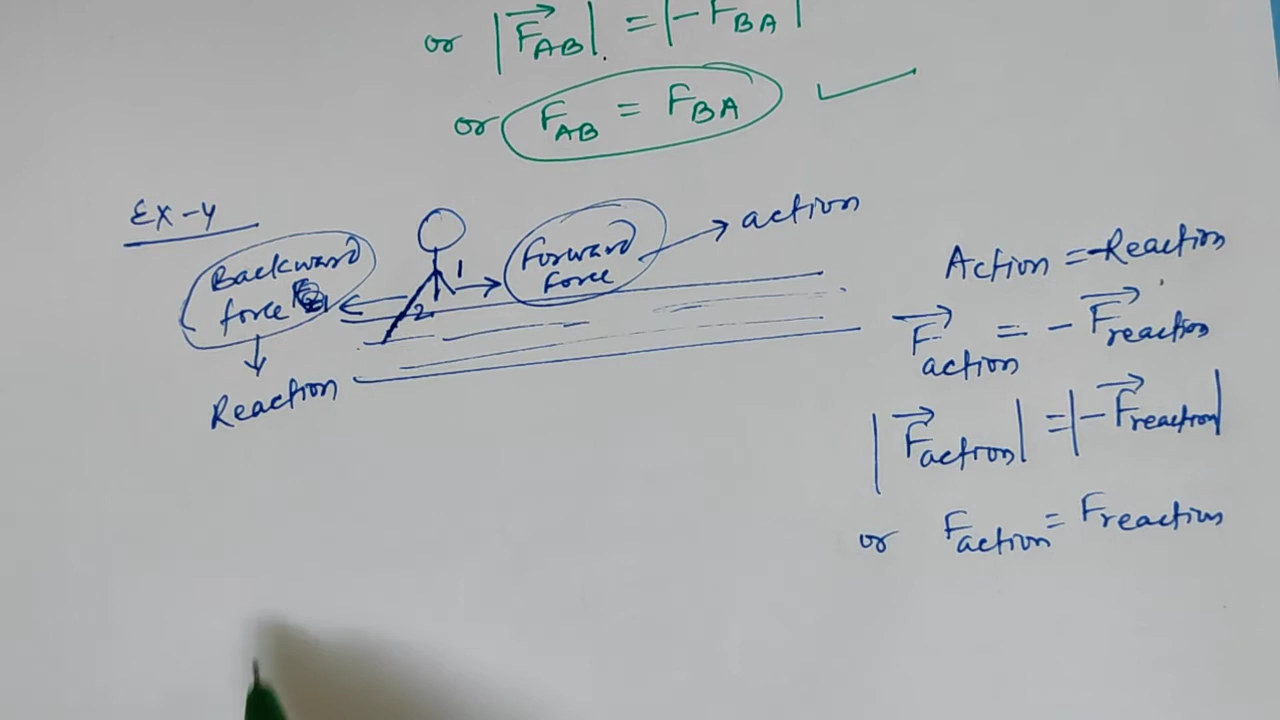 or |F⃗AB| = |-FBA|
or FAB = FBA ✓
EX-4
Backward
force
Reaction
1
2
Forward
Force
action
Action = -Reaction
F⃗action = -F⃗reaction
|F⃗action| = |-F⃗reaction|
or Faction = Freaction